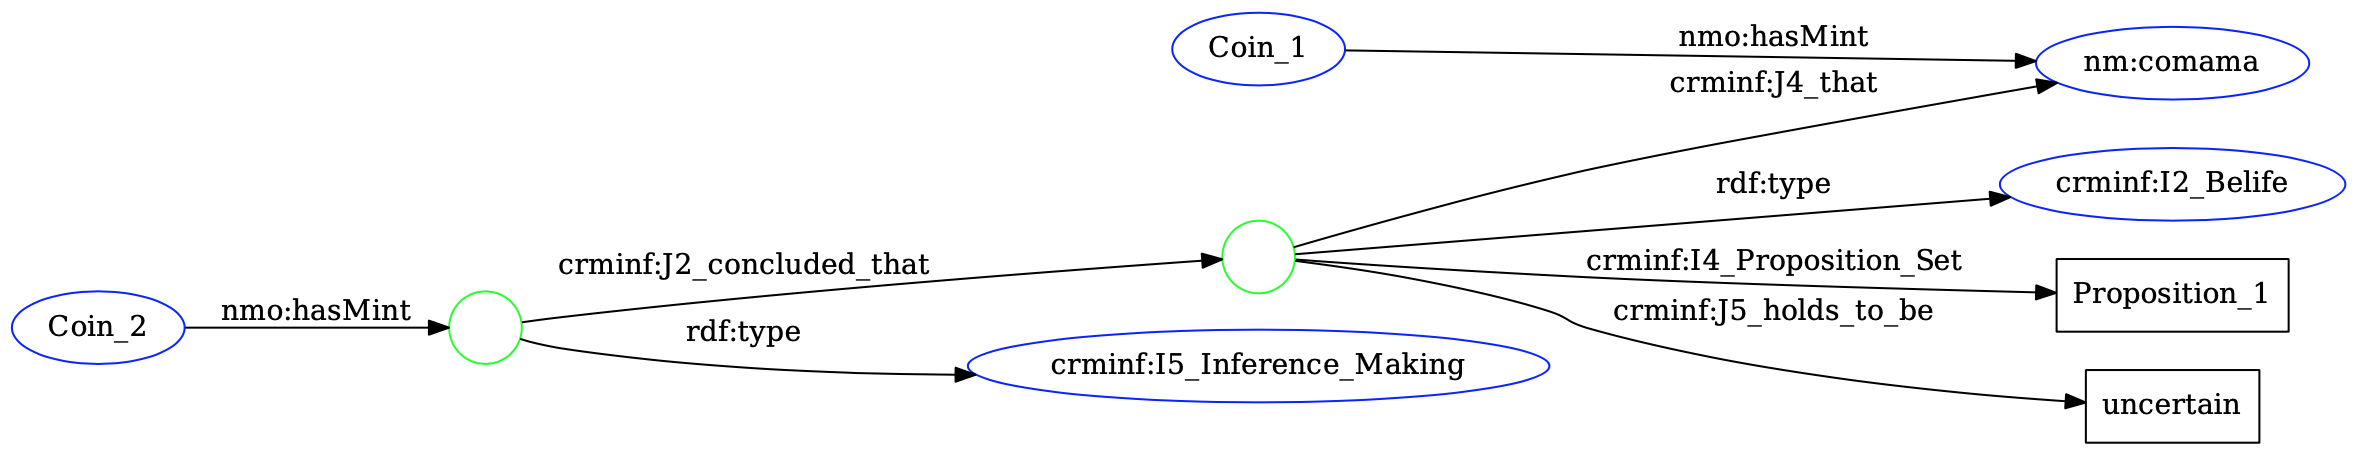 Coin_1
nmo:hasMint
nm:comama
crminf:J4_that
rdf:type
crminf:I2_Belife
crminf:J2_concluded_that
crminf:I4_Proposition_Set
Proposition_1
Coin_2
nmo:hasMint
crminf:J5_holds_to_be
rdf:type
crminf:I5_Inference_Making
uncertain